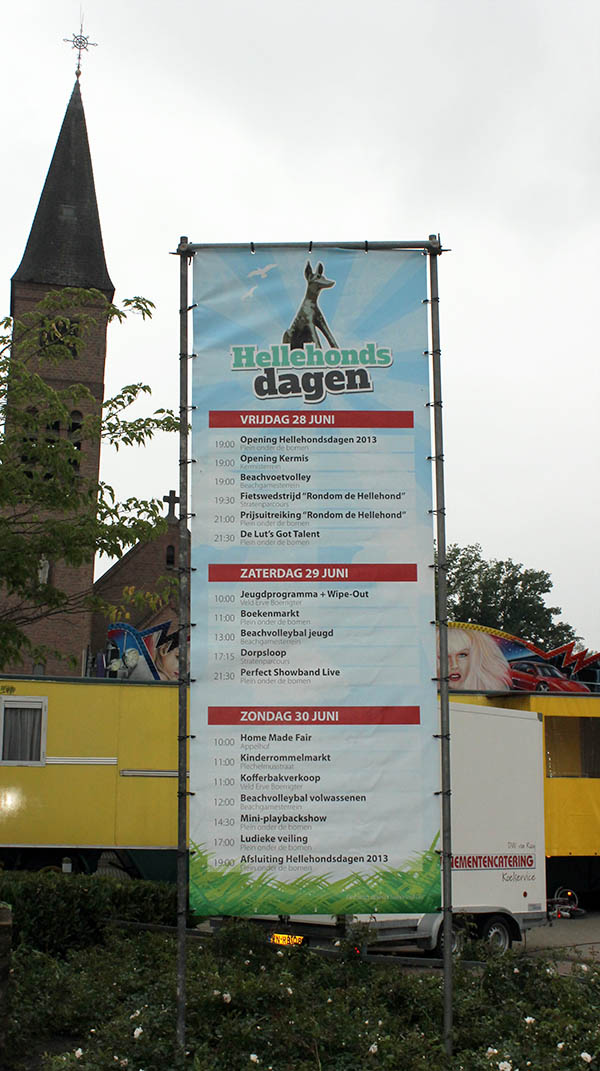 Hellehonds
dagen
VRIJDAG 28 JUNI
19:00 Opening Hellehondsdagen 2013
Plein onder de bomen
19:00 Opening Kermis
Kermisterrein
19:00 Beachvoetvolley
Beachgamesterrein
19:30 Fietswedstrijd "Rondom de Hellehond"
Stratenparcours
21:00 Prijsuitreiking "Rondom de Hellehond"
Plein onder de bomen
21:30 De Lut's Got Talent
Plein onder de bomen
ZATERDAG 29 JUNI
10:00 Jeugdprogramma + Wipe-Out
Veld Erve Boerrigter
11:00 Boekenmarkt
Plein onder de bomen
13:00 Beachvolleybal jeugd
Beachgamesterrein
17:15 Dorpsloop
Stratenparcours
21:30 Perfect Showband Live
Plein onder de bomen
ZONDAG 30 JUNI
10:00 Home Made Fair
Appelhof
11:00 Kinderrommelmarkt
Plechelmusstraat
11:00 Kofferbakverkoop
Veld Erve Boerrigter
12:00 Beachvolleybal volwassenen
Beachgamesterrein
14:30 Mini-playbackshow
Plein onder de bomen
17:00 Ludieke veiling
Plein onder de bomen
19:00 Afsluiting Hellehondsdagen 2013
Plein onder de bomen
EMENTENCATERING
Koelservice